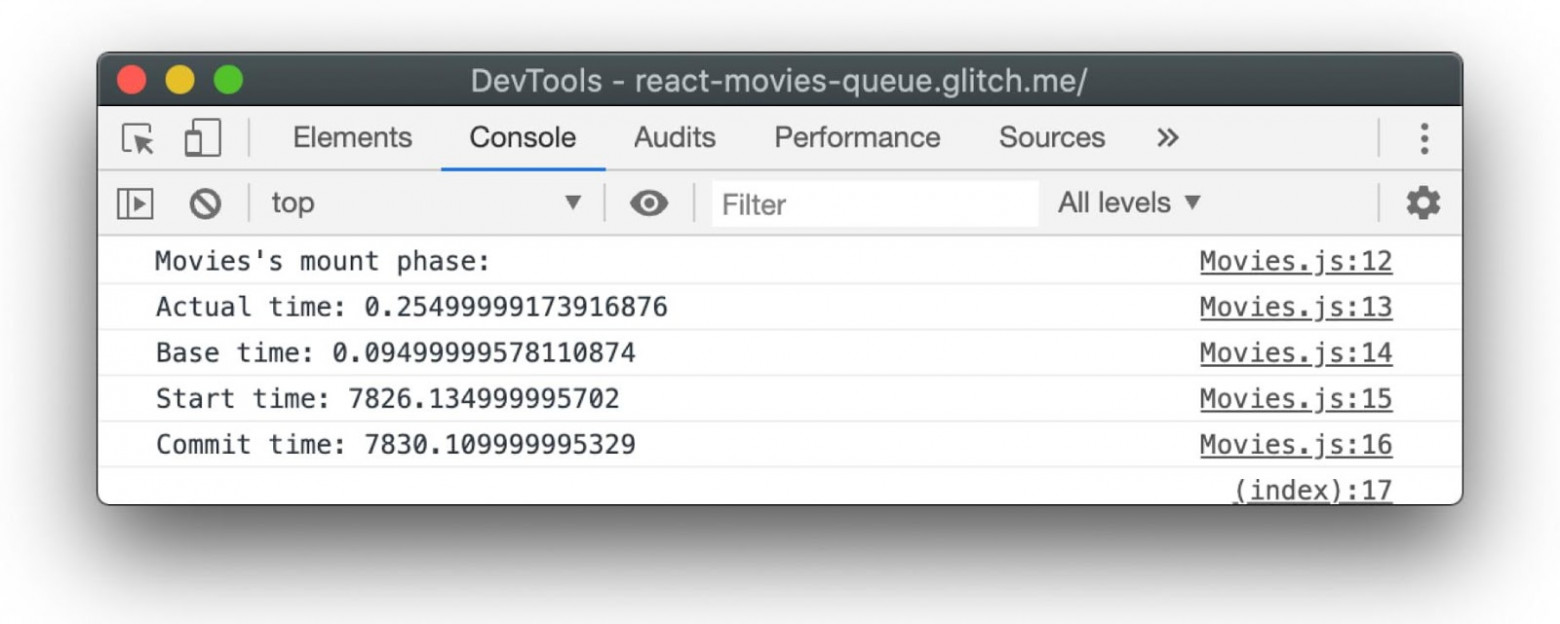 DevTools - react-movies-queue.glitch.me/
Elements Console Audits Performance Sources »
top ▼ Filter All levels ▼
Movies's mount phase: Movies.js:12
Actual time: 0.25499999173916876 Movies.js:13
Base time: 0.09499999578110874 Movies.js:14
Start time: 7826.134999995702 Movies.js:15
Commit time: 7830.109999995329 Movies.js:16
(index):17